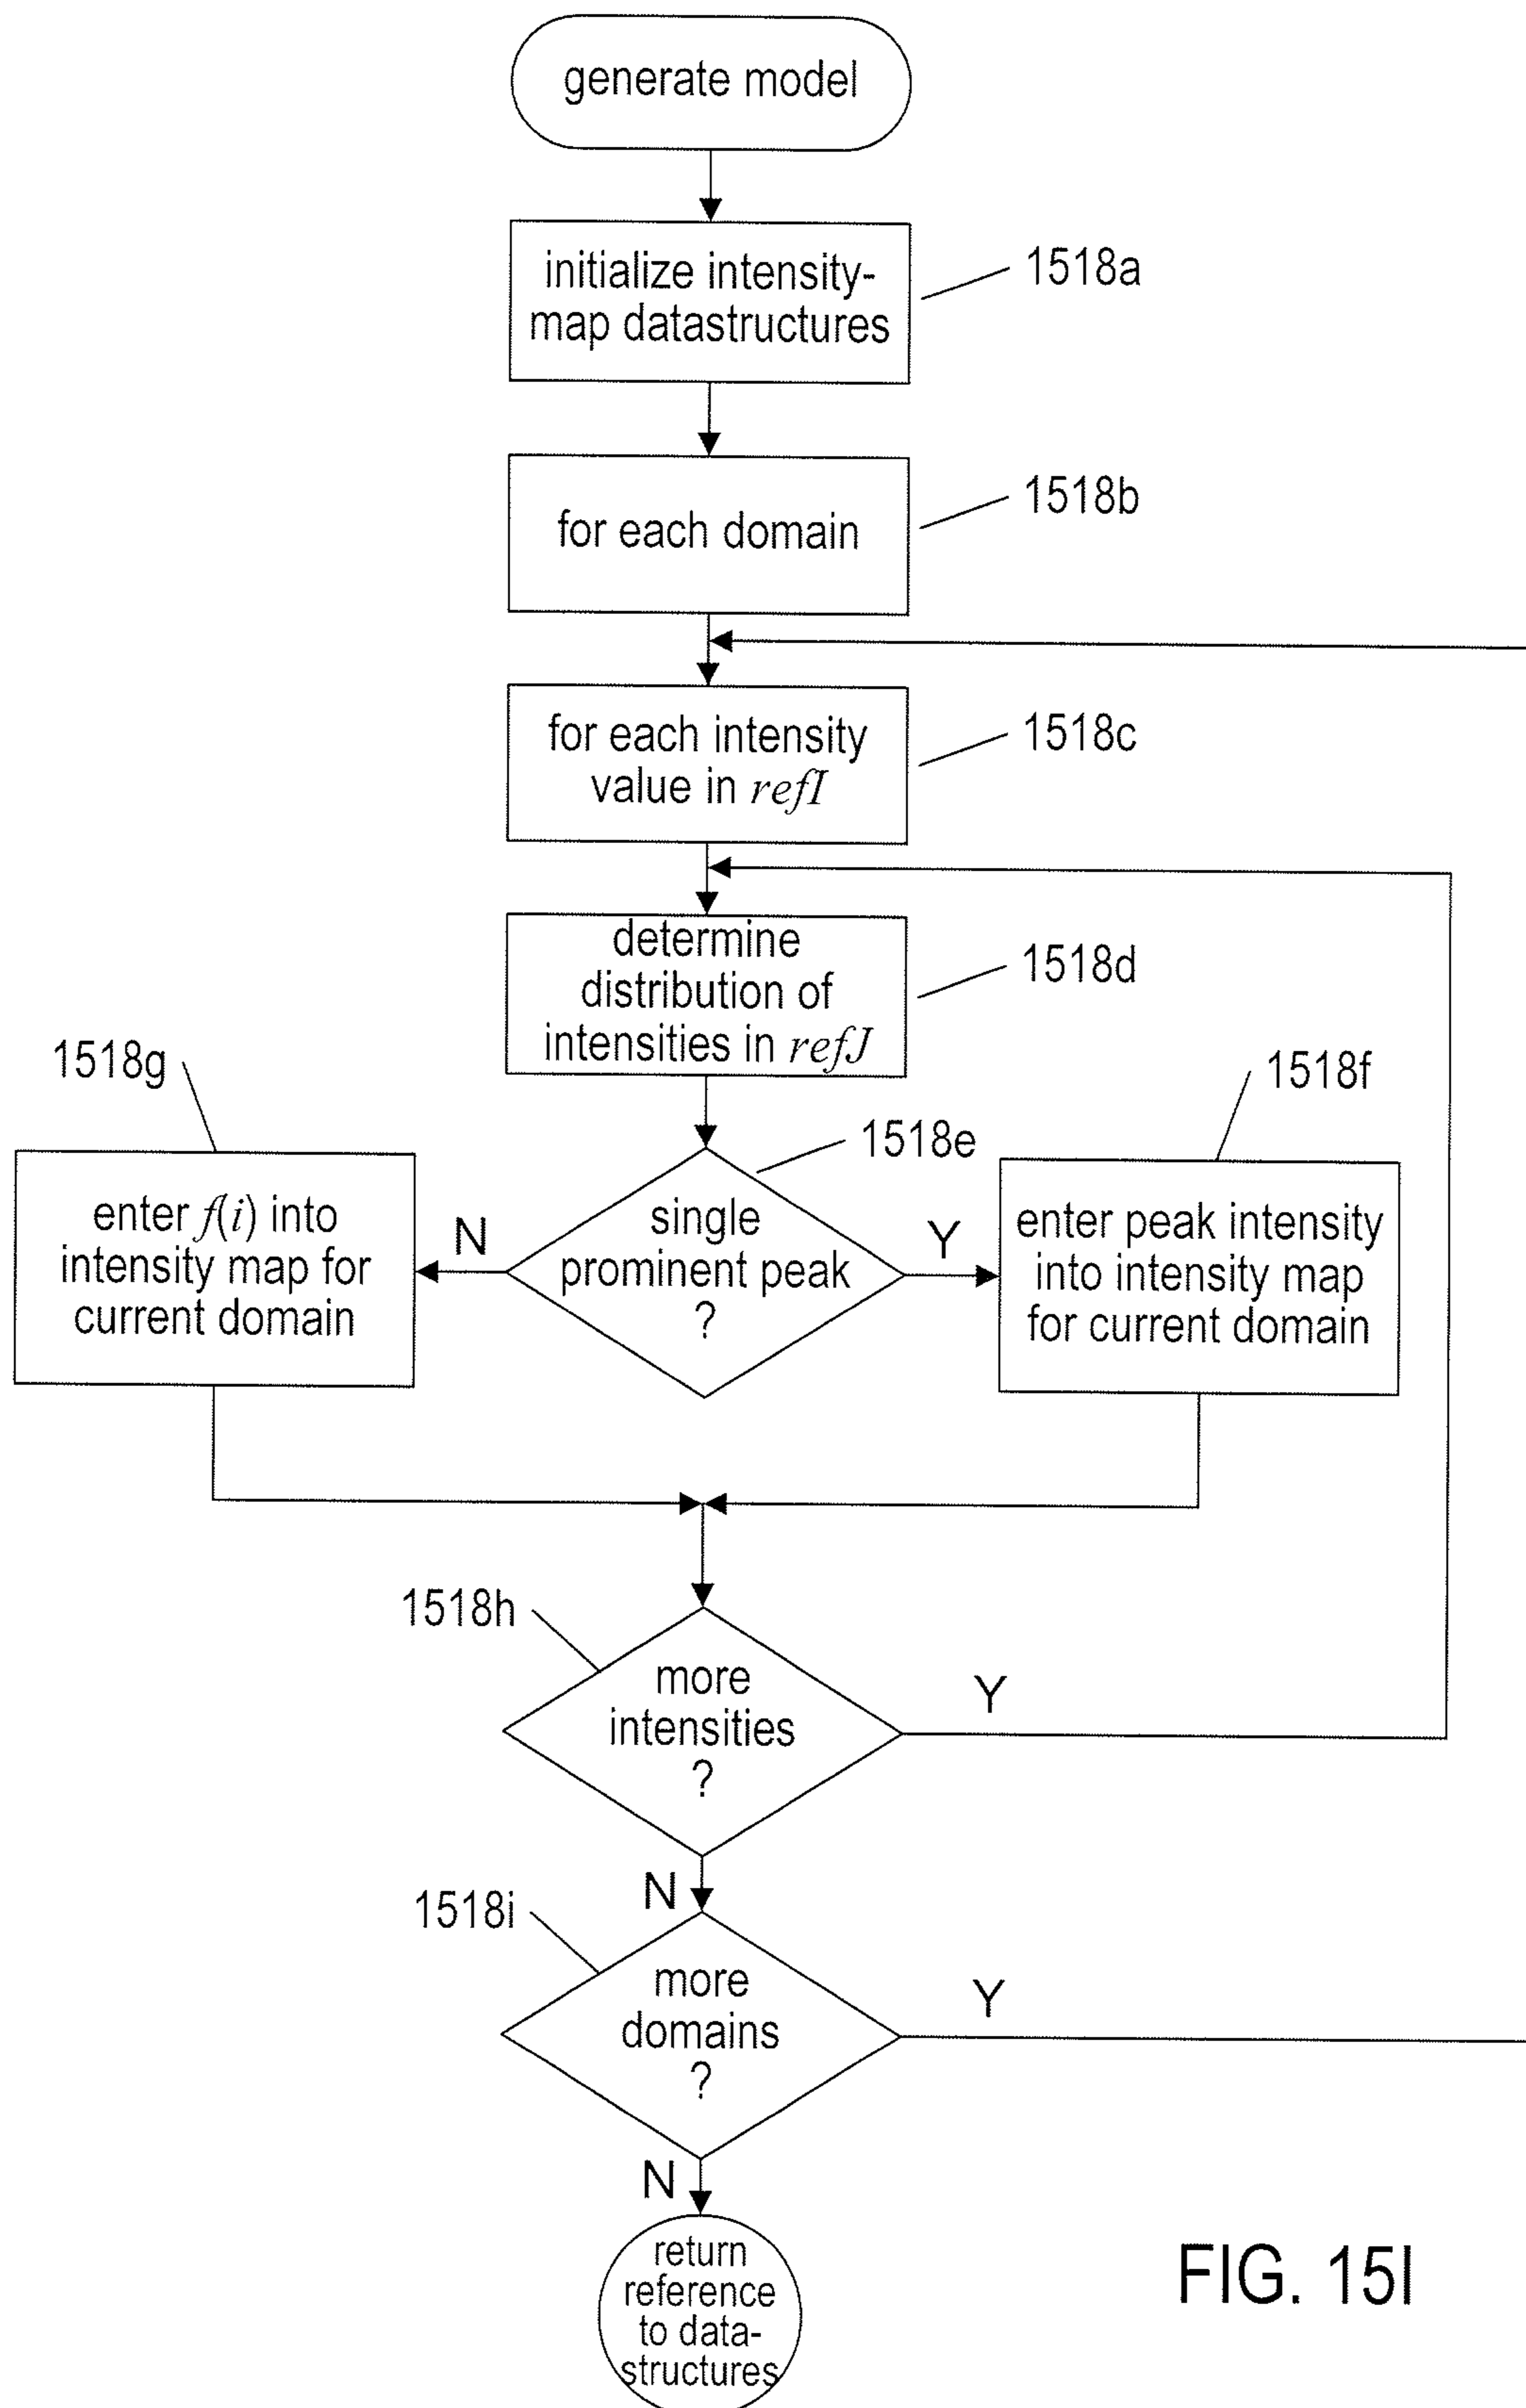 generate model
initialize intensity-
map datastructures
1518a
for each domain
1518b
for each intensity
value in refI
1518c
determine
distribution of
intensities in refJ
1518d
1518g
1518f
1518e
enter f(i) into
intensity map for
current domain
N
single
prominent peak
?
Y
enter peak intensity
into intensity map
for current domain
1518h
more
intensities
?
Y
N
1518i
more
domains
?
Y
N
return
reference
to data-
structures
FIG. 15I